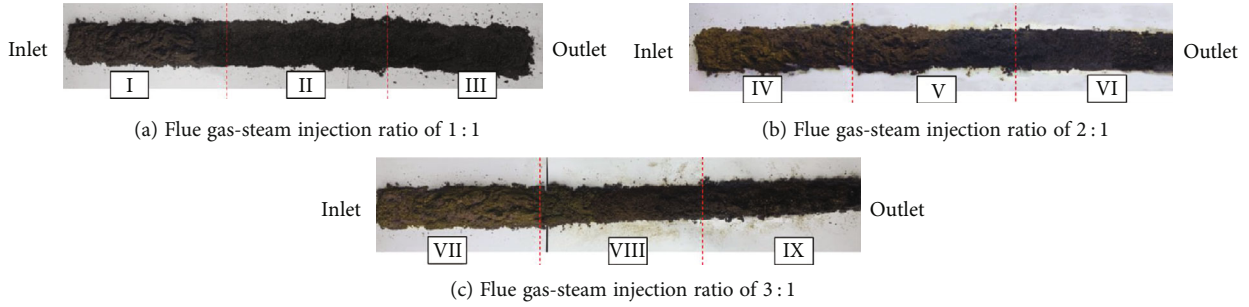 Inlet
I
II
III
Outlet
(a) Flue gas-steam injection ratio of 1 : 1
Inlet
IV
V
VI
Outlet
(b) Flue gas-steam injection ratio of 2 : 1
Inlet
VII
VIII
IX
Outlet
(c) Flue gas-steam injection ratio of 3 : 1